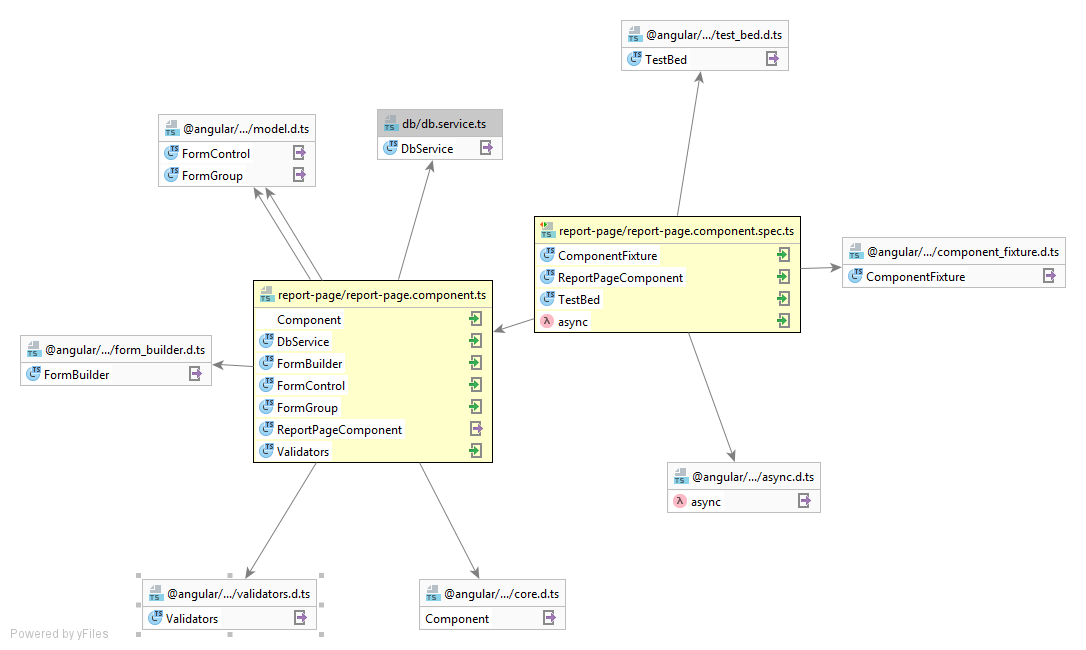 @angular/.../test_bed.d.ts
TestBed
@angular/.../model.d.ts
FormControl
FormGroup
db/db.service.ts
DbService
report-page/report-page.component.spec.ts
ComponentFixture
ReportPageComponent
TestBed
async
@angular/.../component_fixture.d.ts
ComponentFixture
report-page/report-page.component.ts
Component
DbService
FormBuilder
FormControl
FormGroup
ReportPageComponent
Validators
@angular/.../form_builder.d.ts
FormBuilder
@angular/.../async.d.ts
async
@angular/.../validators.d.ts
Validators
@angular/.../core.d.ts
Component
Powered by yFiles